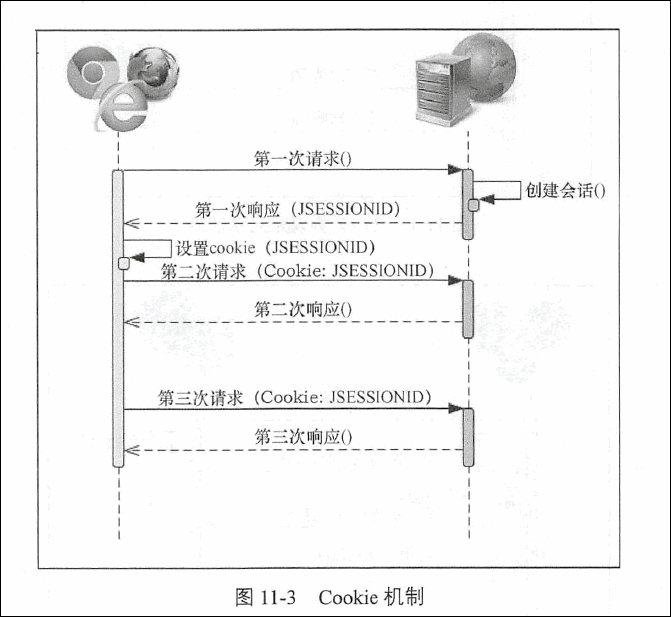 第一次请求()
创建会话()
第一次响应（JSESSIONID）
设置cookie（JSESSIONID）
第二次请求（Cookie: JSESSIONID）
第二次响应()
第三次请求（Cookie: JSESSIONID）
第三次响应()
图 11-3 Cookie 机制